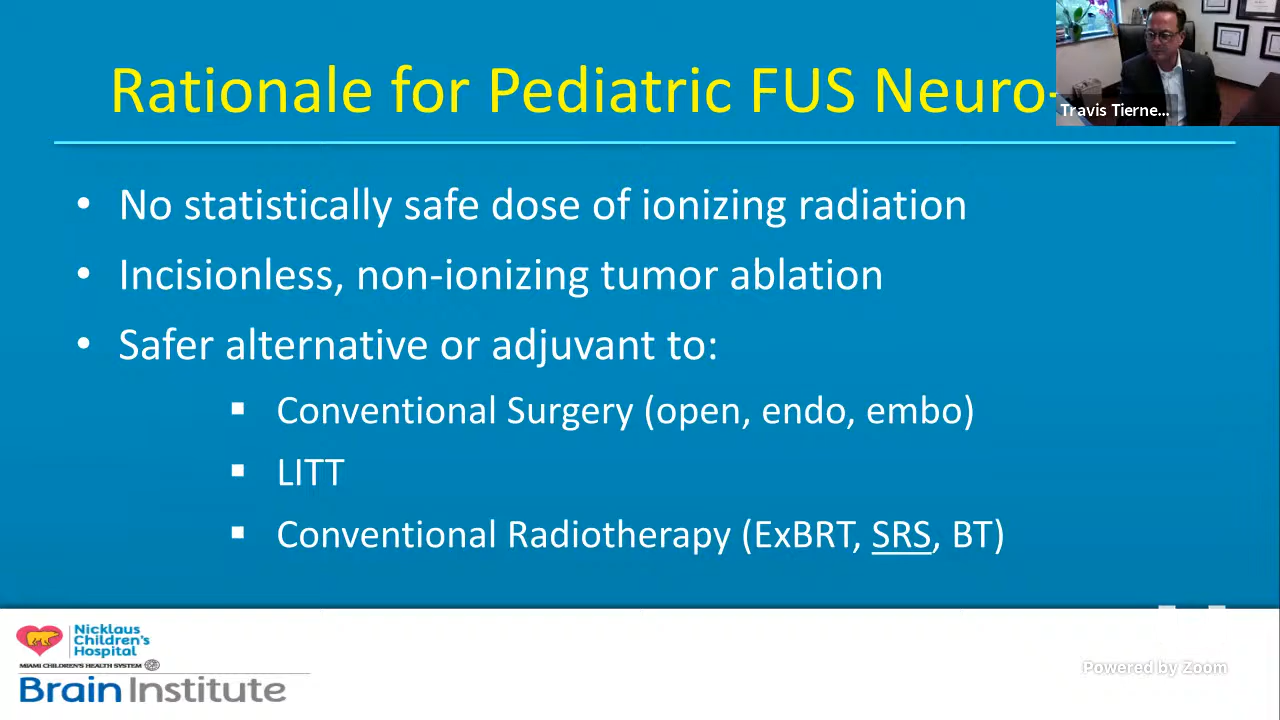 Rationale for Pediatric FUS Neuro-
Travis Tierne...
• No statistically safe dose of ionizing radiation
• Incisionless, non-ionizing tumor ablation
• Safer alternative or adjuvant to:
▪ Conventional Surgery (open, endo, embo)
▪ LITT
▪ Conventional Radiotherapy (ExBRT, SRS, BT)
Nicklaus
Children's
Hospital
MIAMI CHILDREN'S HEALTH SYSTEM
Brain Institute
Powered by Zoom